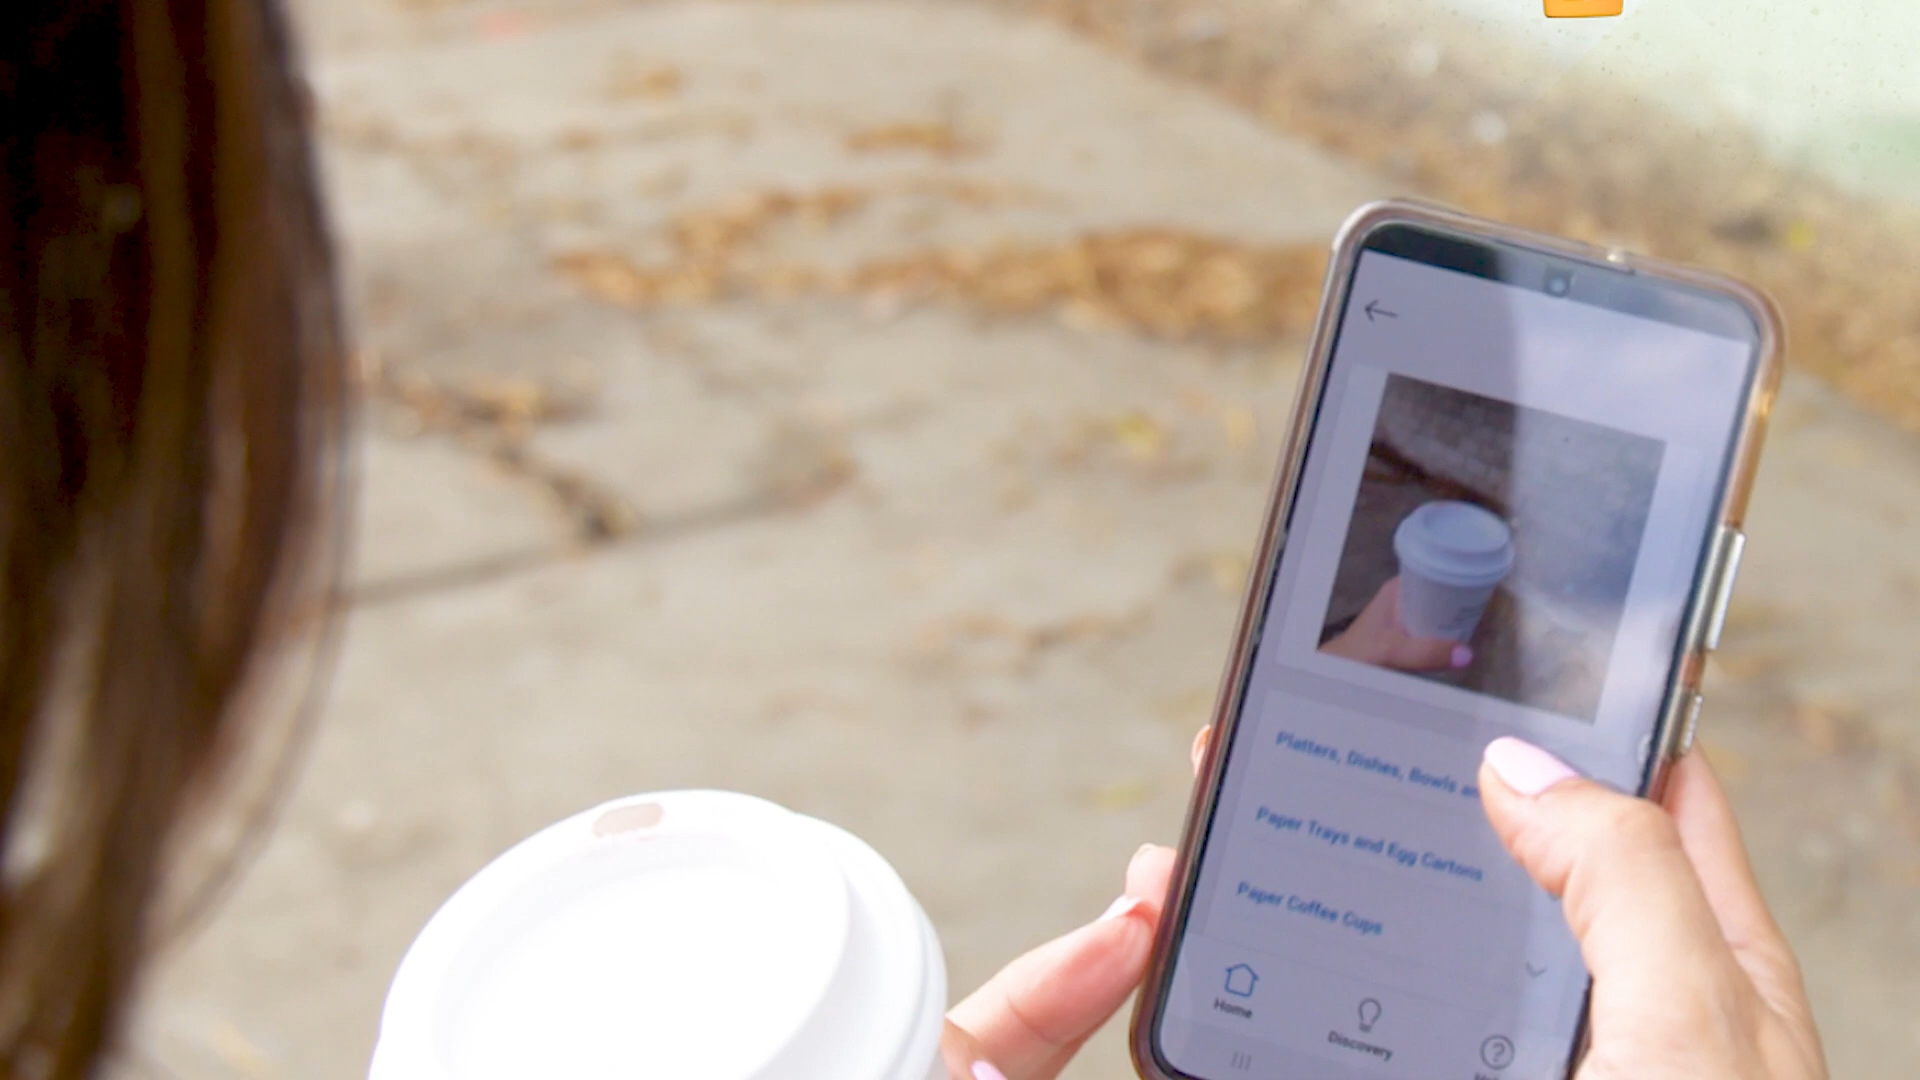 Platters, Dishes, Bowls
Paper Trays and Egg Cartons
Paper Coffee Cups
Home
Discovery